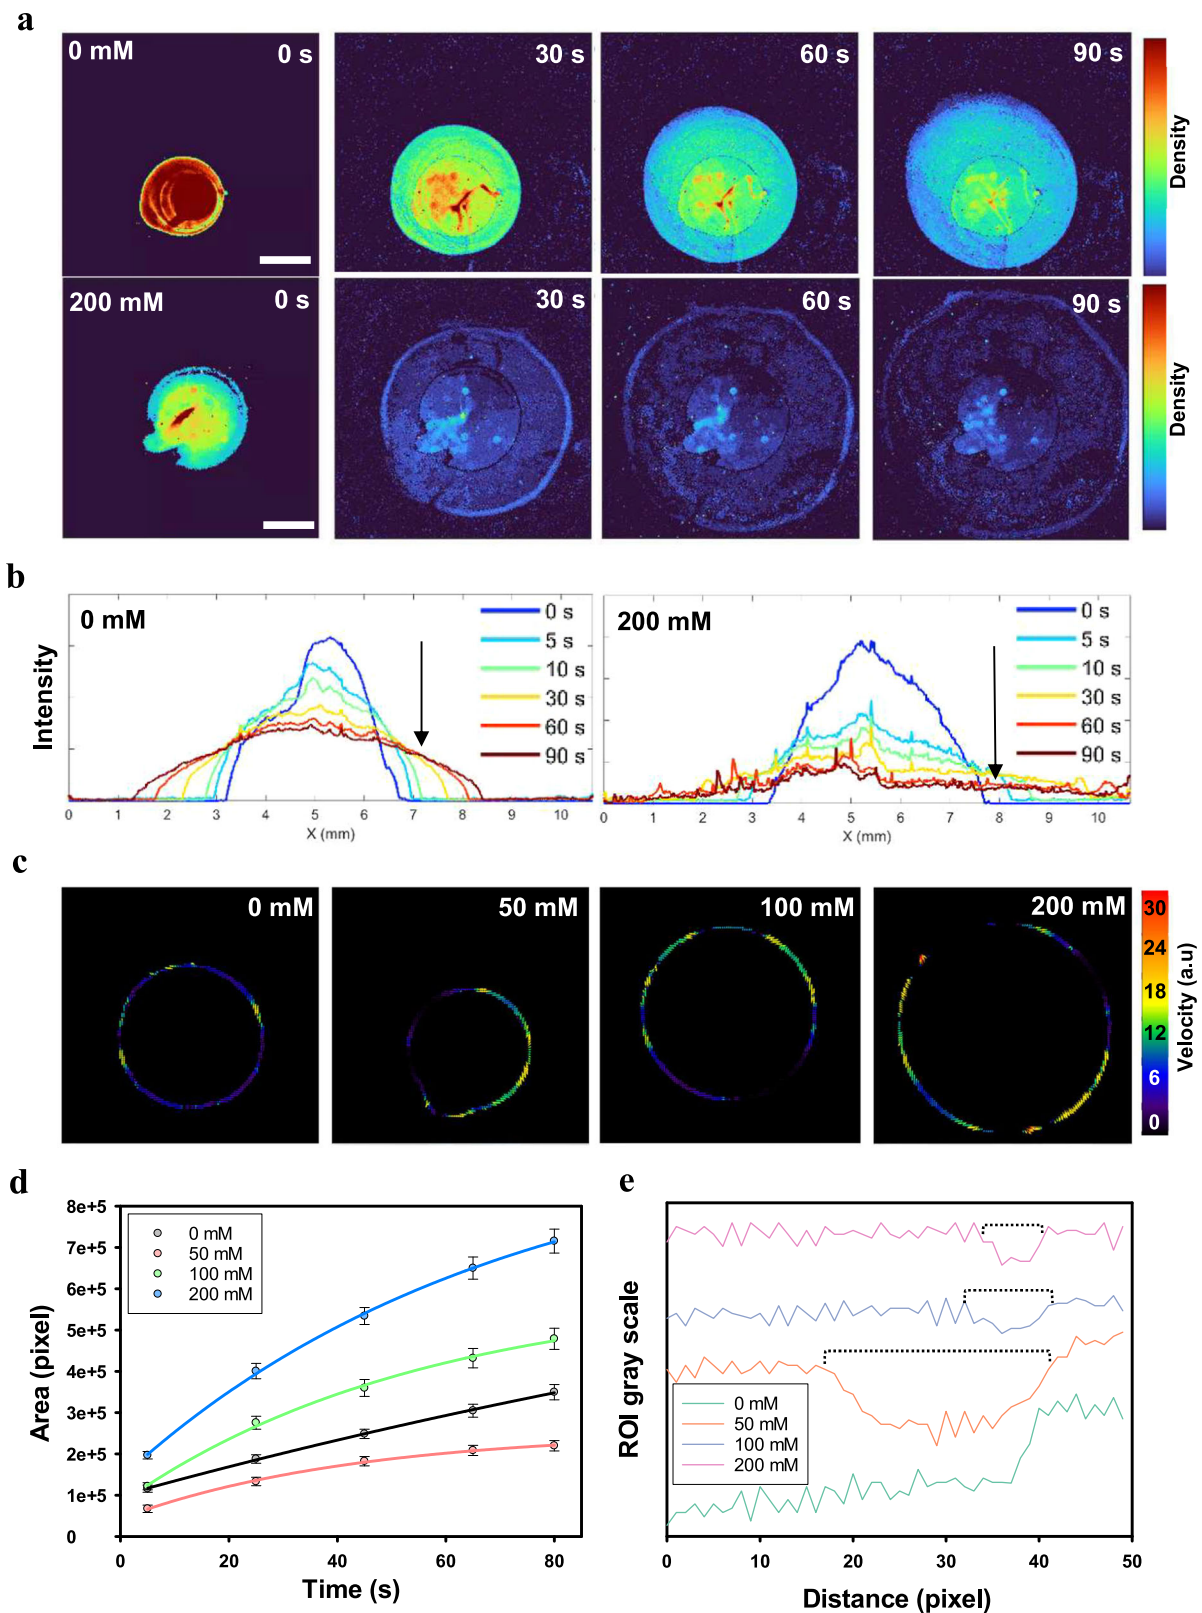 a
0 mM 0 s 30 s 60 s 90 s
Density
200 mM 0 s 30 s 60 s 90 s
Density
b
0 mM
0 s
5 s
10 s
30 s
60 s
90 s
Intensity
0 1 2 3 4 5 6 7 8 9 10
X (mm)
200 mM
0 s
5 s
10 s
30 s
60 s
90 s
0 1 2 3 4 5 6 7 8 9 10
X (mm)
c
0 mM 50 mM 100 mM 200 mM
30
24
18
12
6
0
Velocity (a.u)
d
8e+5
7e+5
6e+5
5e+5
4e+5
3e+5
2e+5
1e+5
0
Area (pixel)
0 mM
50 mM
100 mM
200 mM
0 20 40 60 80
Time (s)
e
ROI gray scale
0 mM
50 mM
100 mM
200 mM
0 10 20 30 40 50
Distance (pixel)